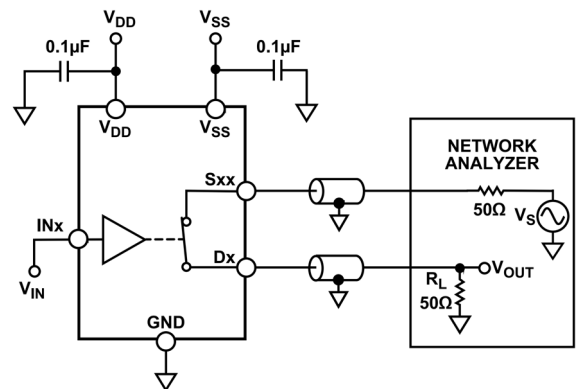 VDD
VSS
0.1µF
0.1µF
VDD
VSS
NETWORK
ANALYZER
Sxx
50Ω
VS
INx
Dx
VOUT
RL
50Ω
VIN
GND